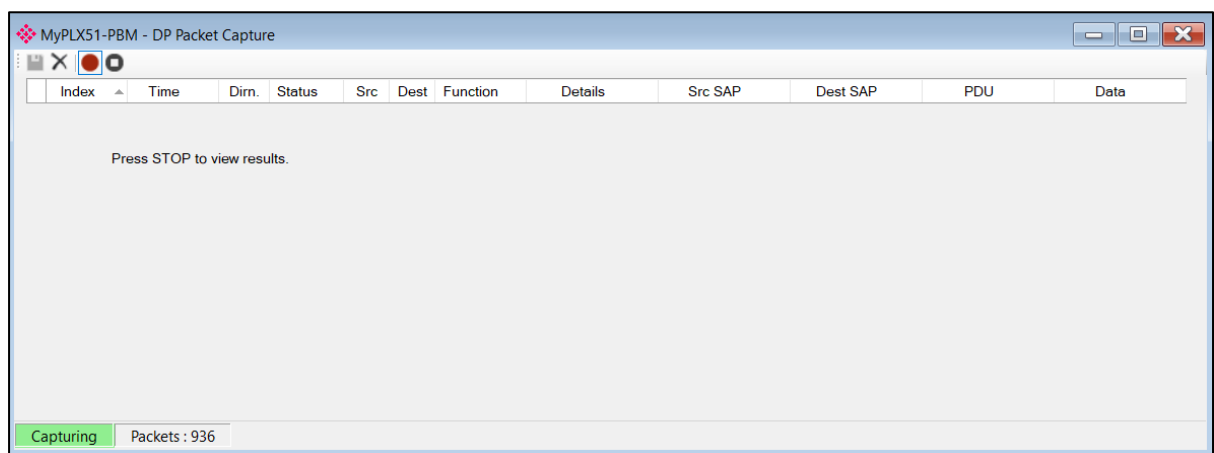 MyPLX51-PBM - DP Packet Capture
Index Time Dirn. Status Src Dest Function Details Src SAP Dest SAP PDU Data
Press STOP to view results.
Capturing Packets : 936